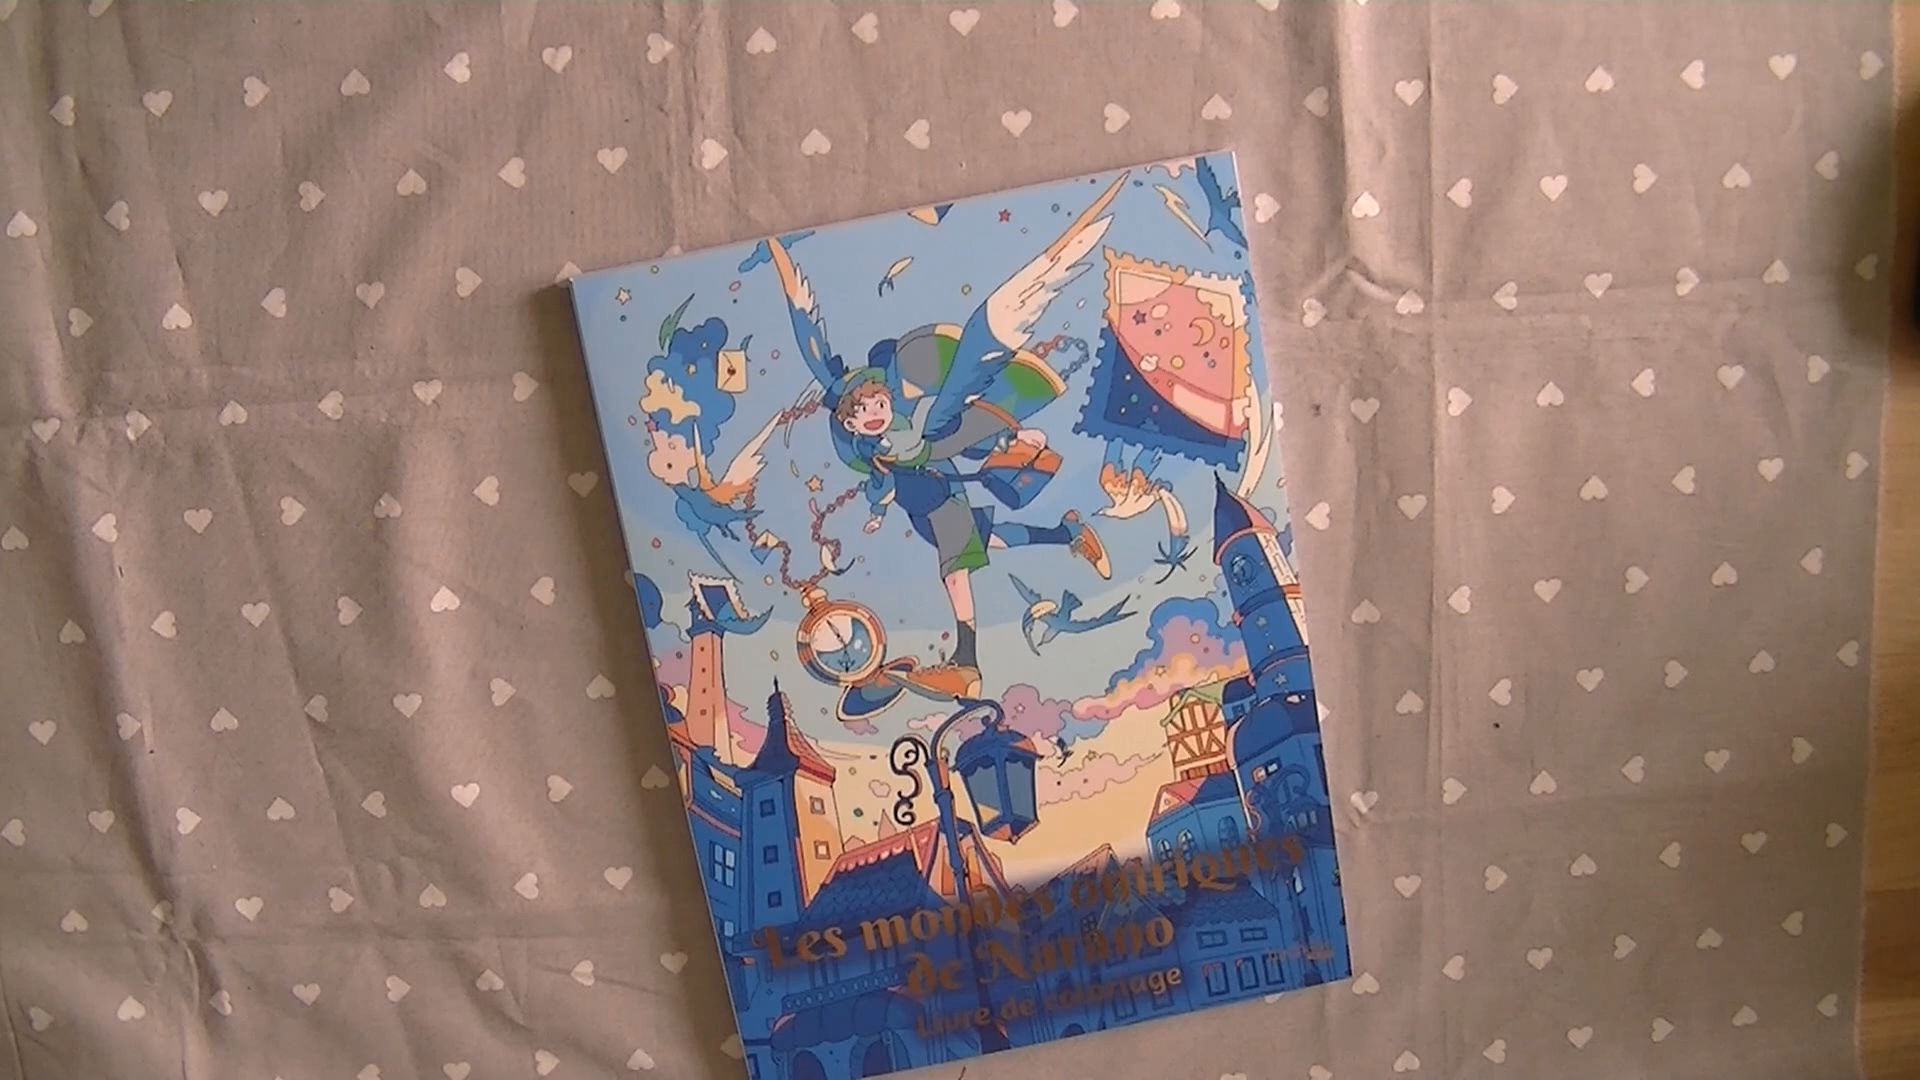 Les mondes oniriques
de Narano
Livre de coloriage